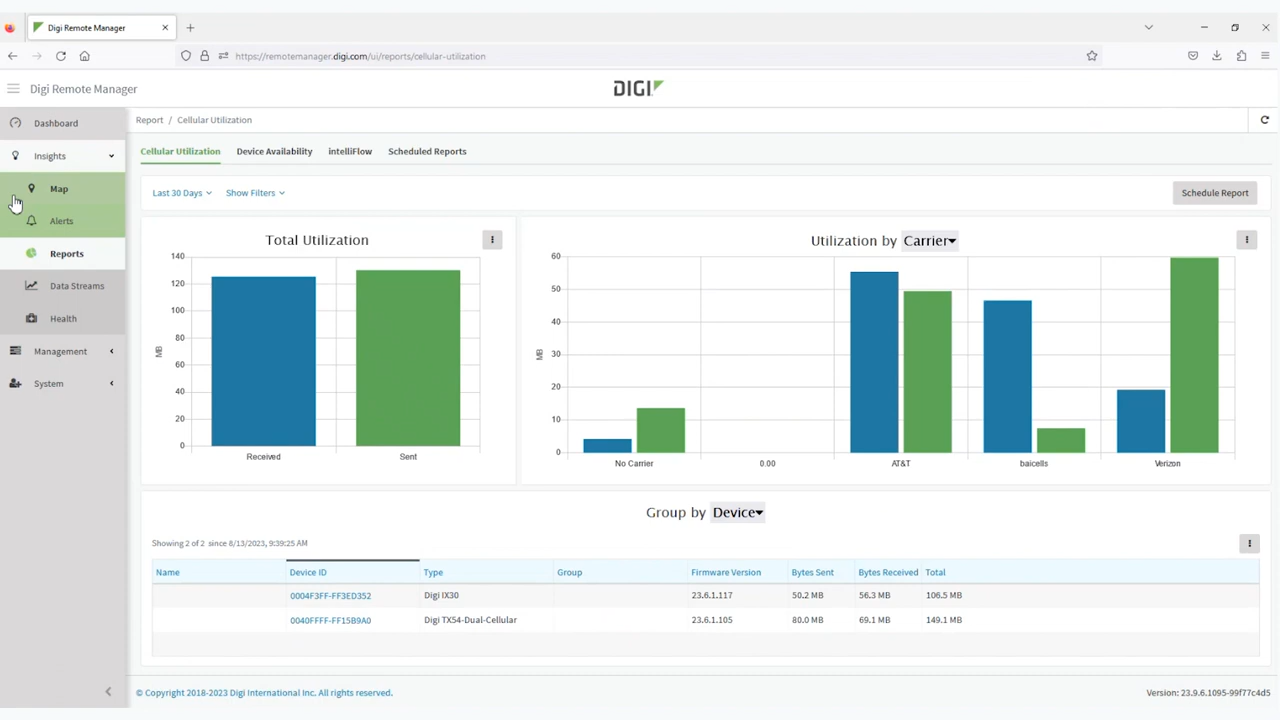 Digi Remote Manager
https://remotemanager.digi.com/ui/reports/cellular-utilization
Digi Remote Manager
DIGI
Dashboard
Insights
Map
Alerts
Reports
Data Streams
Health
Management
System
Report / Cellular Utilization
Cellular Utilization Device Availability intelliFlow Scheduled Reports
Last 30 Days Show Filters Schedule Report
Total Utilization
140
120
100
80
60
40
20
0
MB
Received Sent
Utilization by Carrier
60
50
40
30
20
10
0
MB
No Carrier 0.00 AT&T baicells Verizon
Group by Device
Showing 2 of 2 since 8/13/2023, 9:39:25 AM
Name Device ID Type Group Firmware Version Bytes Sent Bytes Received Total
0004F3FF-FF3ED352 Digi IX30 23.6.1.117 50.2 MB 56.3 MB 106.5 MB
0040FFFF-FF15B9A0 Digi TX54-Dual-Cellular 23.6.1.105 80.0 MB 69.1 MB 149.1 MB
© Copyright 2018-2023 Digi International Inc. All rights reserved. Version: 23.9.6.1095-99f77c4d5